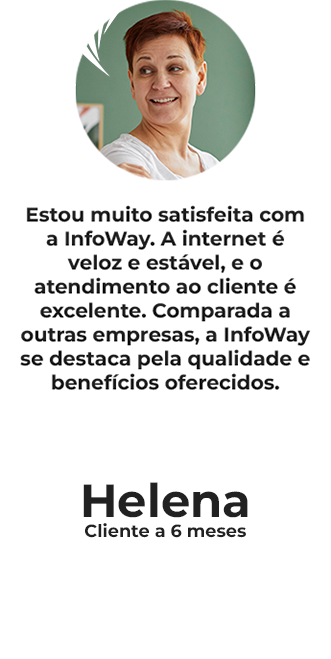 Estou muito satisfeita com
a InfoWay. A internet é
veloz e estável, e o
atendimento ao cliente é
excelente. Comparada a
outras empresas, a InfoWay
se destaca pela qualidade e
benefícios oferecidos.
Helena
Cliente a 6 meses